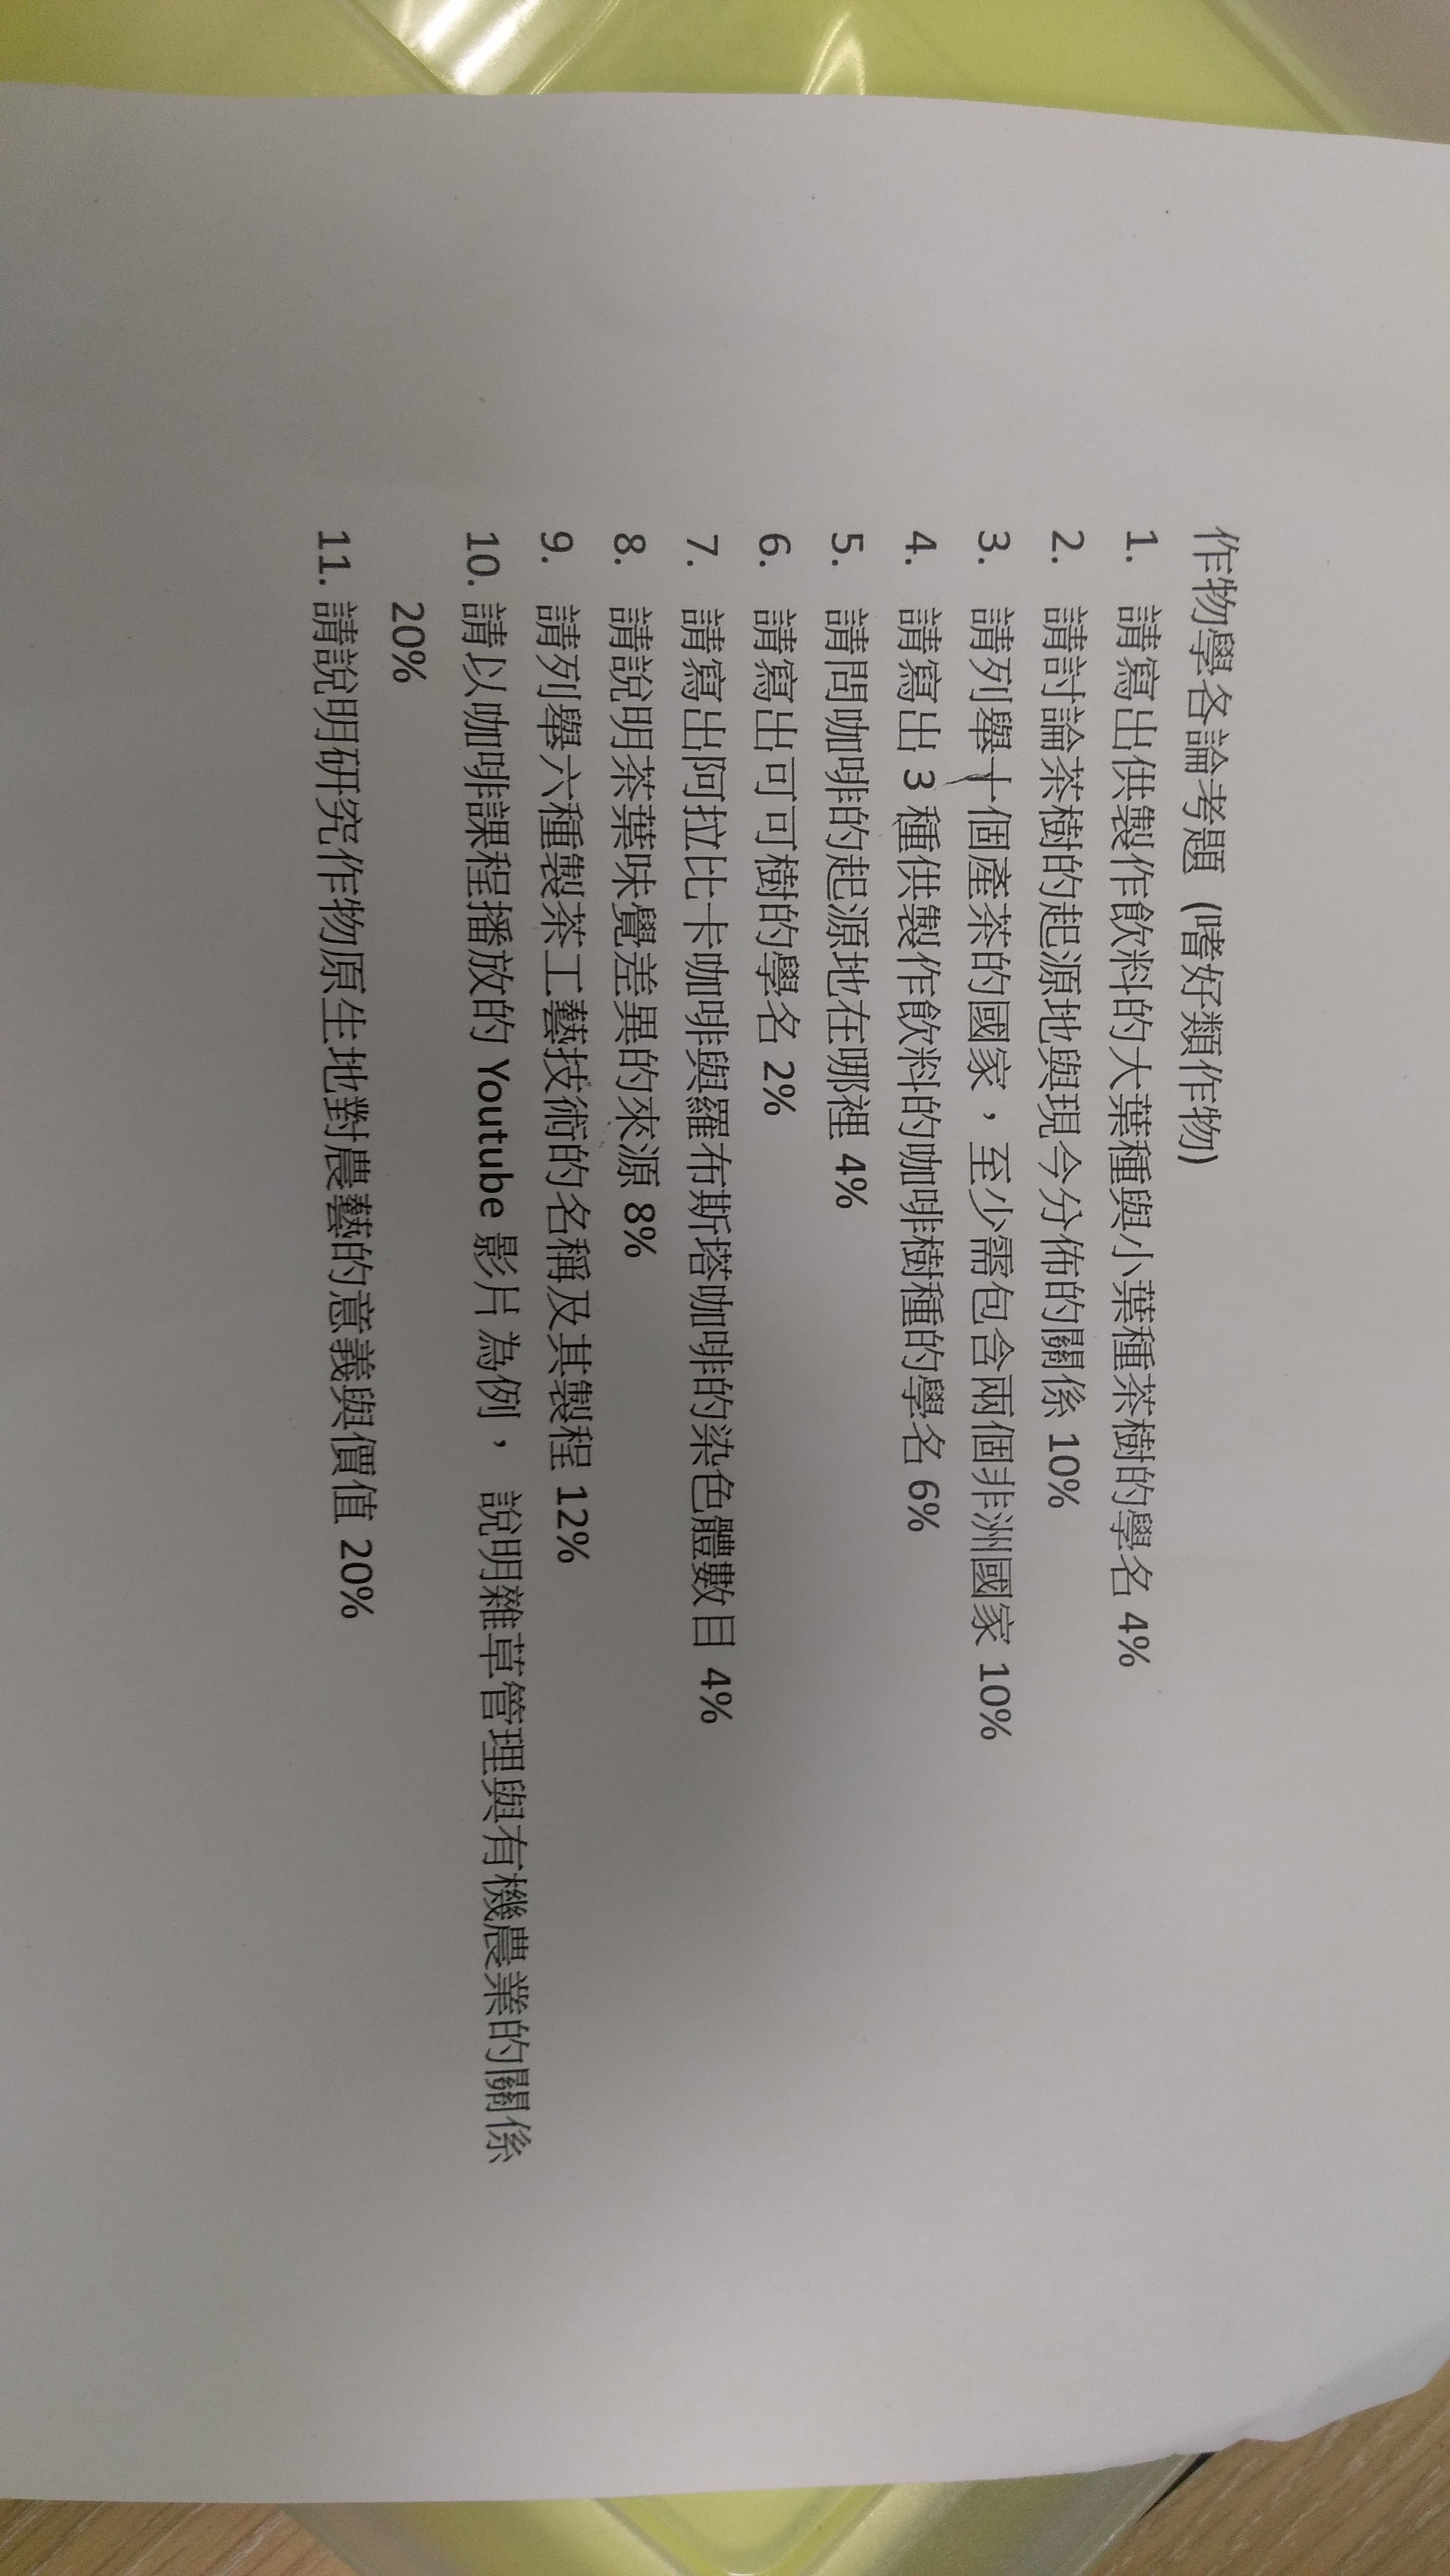 作物學各論考題 (嗜好類作物)
1. 請寫出供製作飲料的大葉種與小葉種茶樹的學名 4%
2. 請討論茶樹的起源地與現今分佈的關係 10%
3. 請列舉十個產茶的國家，至少需包含兩個非洲國家 10%
4. 請寫出 3 種供製作飲料的咖啡樹種的學名 6%
5. 請問咖啡的起源地在哪裡 4%
6. 請寫出可可樹的學名 2%
7. 請寫出阿拉比卡咖啡與羅布斯塔咖啡的染色體數目 4%
8. 請說明茶葉味覺差異的來源 8%
9. 請列舉六種製茶工藝技術的名稱及其製程 12%
10. 請以咖啡課程播放的 Youtube 影片 為例， 說明雜草管理與有機農業的關係
20%
11. 請說明研究作物原生地對農藝的意義與價值 20%